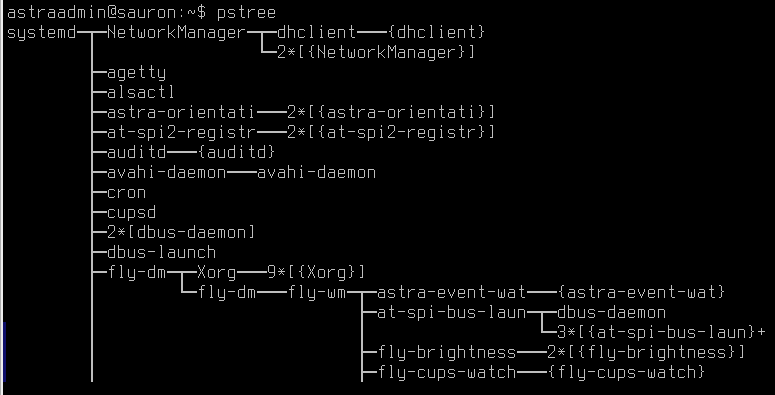 astraadmin@sauron:~$ pstree
systemd─┬─NetworkManager─┬─dhclient───{dhclient}
        │                └─2*[{NetworkManager}]
        ├─agetty
        ├─alsactl
        ├─astra-orientati───2*[{astra-orientati}]
        ├─at-spi2-registr───2*[{at-spi2-registr}]
        ├─auditd───{auditd}
        ├─avahi-daemon───avahi-daemon
        ├─cron
        ├─cupsd
        ├─2*[dbus-daemon]
        ├─dbus-launch
        ├─fly-dm─┬─Xorg───9*[{Xorg}]
        │        └─fly-dm───fly-wm─┬─astra-event-wat───{astra-event-wat}
        │                          ├─at-spi-bus-laun─┬─dbus-daemon
        │                          │                 └─3*[{at-spi-bus-laun}+
        │                          ├─fly-brightness───2*[{fly-brightness}]
        │                          ├─fly-cups-watch───{fly-cups-watch}